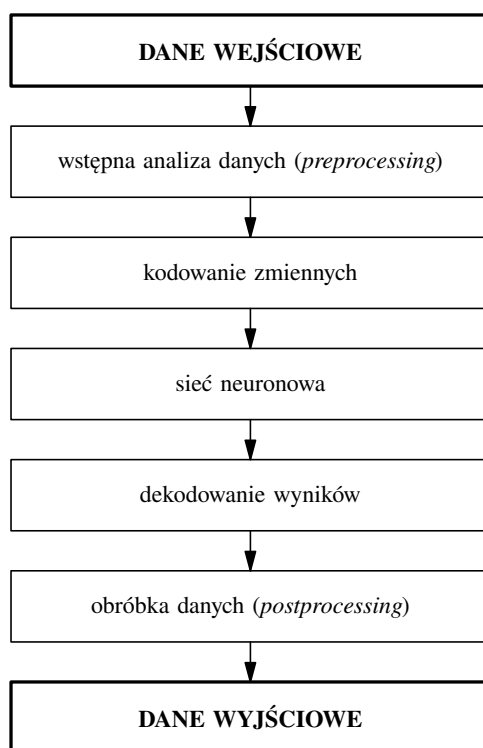 DANE WEJŚCIOWE
wstępna analiza danych (preprocessing)
kodowanie zmiennych
sieć neuronowa
dekodowanie wyników
obróbka danych (postprocessing)
DANE WYJŚCIOWE